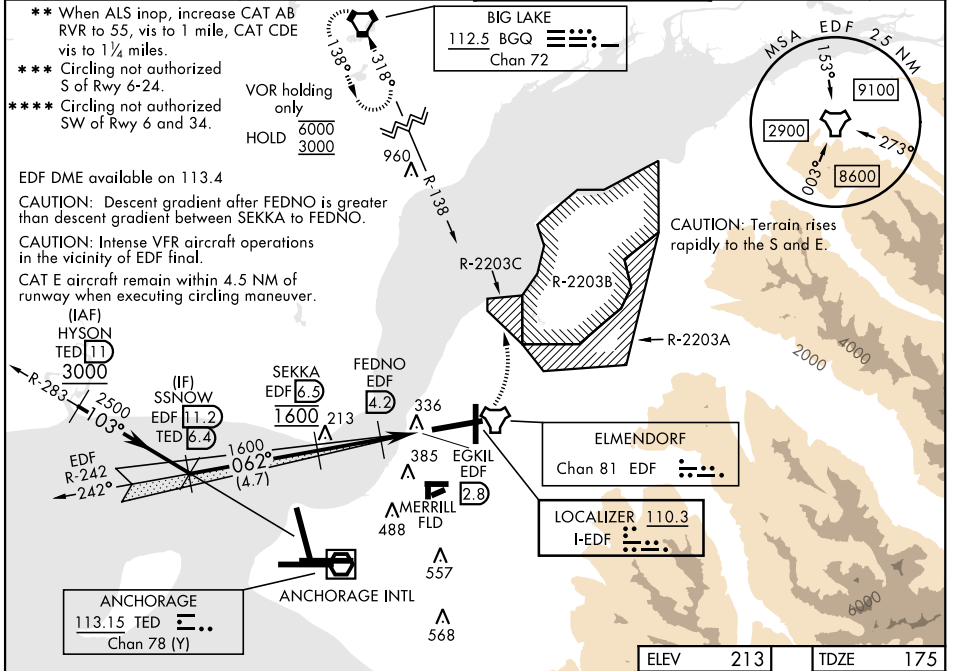 ** When ALS inop, increase CAT AB
RVR to 55, vis to 1 mile, CAT CDE
vis to 1 1/4 miles.
*** Circling not authorized
S of Rwy 6-24.
**** Circling not authorized
SW of Rwy 6 and 34.
EDF DME available on 113.4
CAUTION: Descent gradient after FEDNO is greater
than descent gradient between SEKKA to FEDNO.
CAUTION: Intense VFR aircraft operations
in the vicinity of EDF final.
CAT E aircraft remain within 4.5 NM of
runway when executing circling maneuver.
VOR holding
only
HOLD 6000
3000
138°
318°
BIG LAKE
112.5 BGQ
Chan 72
960
R-138
MSA EDF 25 NM
153°
9100
2900
273°
003°
8600
CAUTION: Terrain rises
rapidly to the S and E.
R-2203C
R-2203B
R-2203A
2000
4000
(IAF)
HYSON
TED 11
3000
R-283
2500
103°
(IF)
SSNOW
EDF 11.2
TED 6.4
SEKKA
EDF 6.5
1600
213
FEDNO
EDF
4.2
336
EDF
R-242
242°
1600
062°
(4.7)
385
EGKIL
EDF
2.8
MERRILL
FLD
488
557
568
ELMENDORF
Chan 81 EDF
LOCALIZER 110.3
I-EDF
ANCHORAGE INTL
ANCHORAGE
113.15 TED
Chan 78 (Y)
6000
ELEV 213
TDZE 175